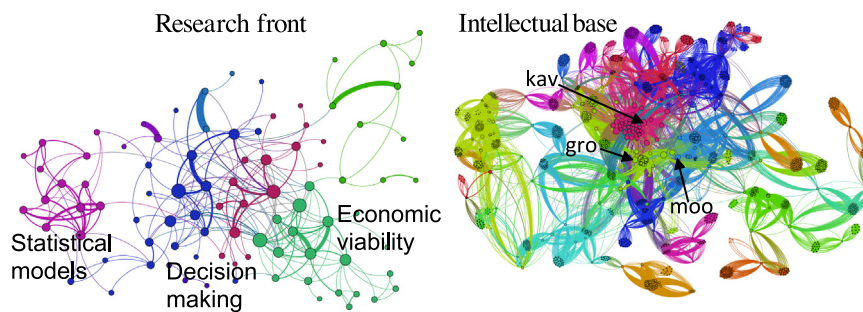 Research front
Intellectual base
kav
gro
moo
Statistical
models
Decision
making
Economic
viability